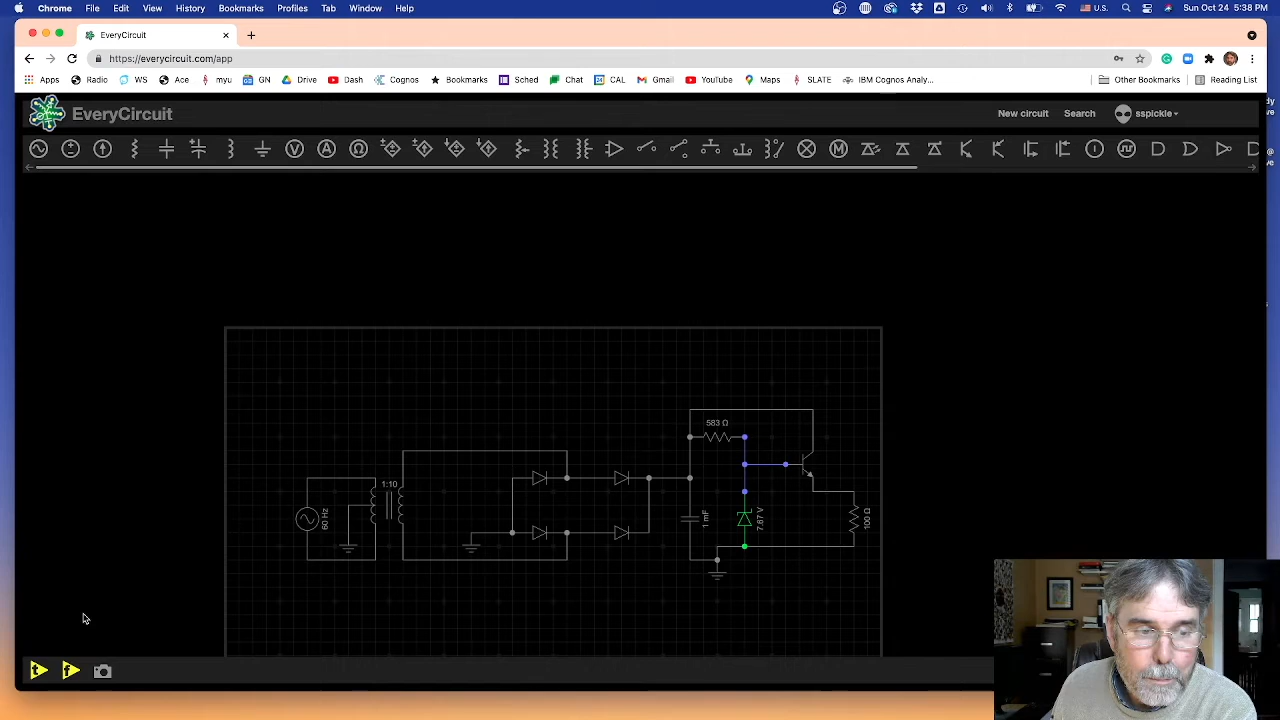 Chrome File Edit View History Bookmarks Profiles Tab Window Help Sun Oct 24 5:38 PM
EveryCircuit
https://everycircuit.com/app
Apps Radio WS Ace myu GN Drive Dash Cognos Bookmarks Sched Chat CAL Gmail YouTube Maps SLATE IBM Cognos Analy... Other Bookmarks Reading List
EveryCircuit New circuit Search sspickle
583 Ω
1:10
60 Hz
1 mF
7.87 V
100 Ω